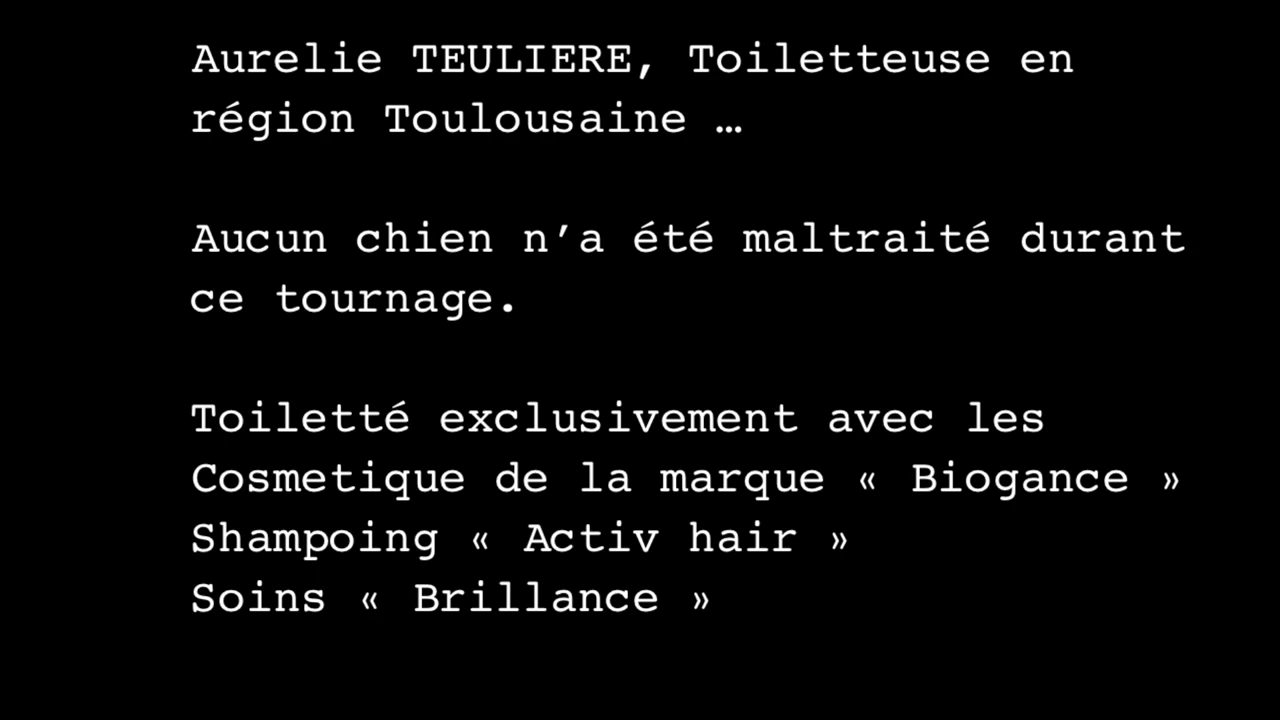 Aurelie TEULIERE, Toiletteuse en
région Toulousaine …
Aucun chien n’a été maltraité durant
ce tournage.
Toiletté exclusivement avec les
Cosmetique de la marque « Biogance »
Shampoing « Activ hair »
Soins « Brillance »